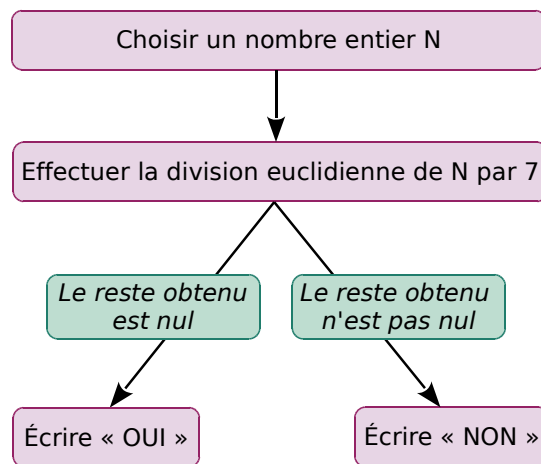 Choisir un nombre entier N
Effectuer la division euclidienne de N par 7
Le reste obtenu
est nul
Le reste obtenu
n'est pas nul
Écrire « OUI »
Écrire « NON »